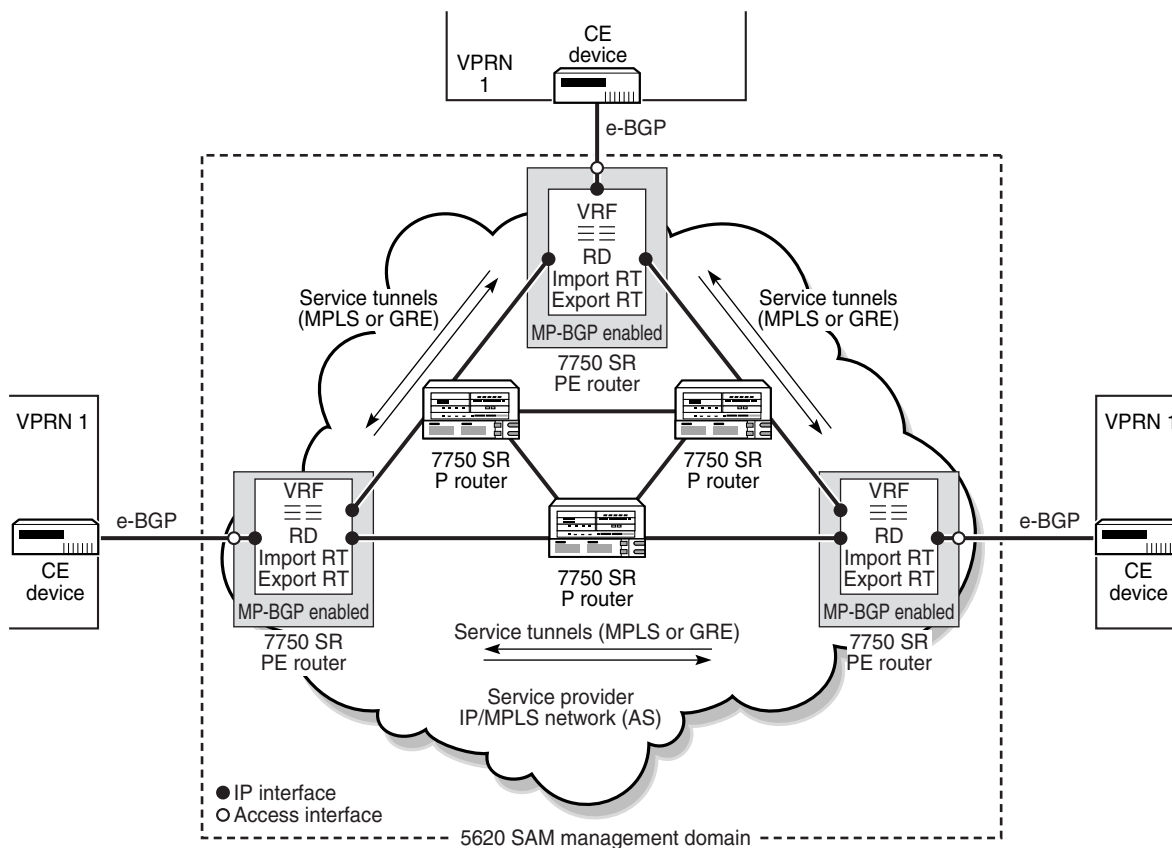 CE
device
VPRN
1
e-BGP
VRF
RD
Import RT
Export RT
MP-BGP enabled
7750 SR
PE router
Service tunnels
(MPLS or GRE)
Service tunnels
(MPLS or GRE)
7750 SR
P router
7750 SR
P router
VPRN 1
CE
device
e-BGP
VRF
RD
Import RT
Export RT
MP-BGP enabled
7750 SR
PE router
7750 SR
P router
VRF
RD
Import RT
Export RT
MP-BGP enabled
7750 SR
PE router
e-BGP
VPRN 1
CE
device
Service tunnels (MPLS or GRE)
Service provider
IP/MPLS network (AS)
IP interface
Access interface
5620 SAM management domain